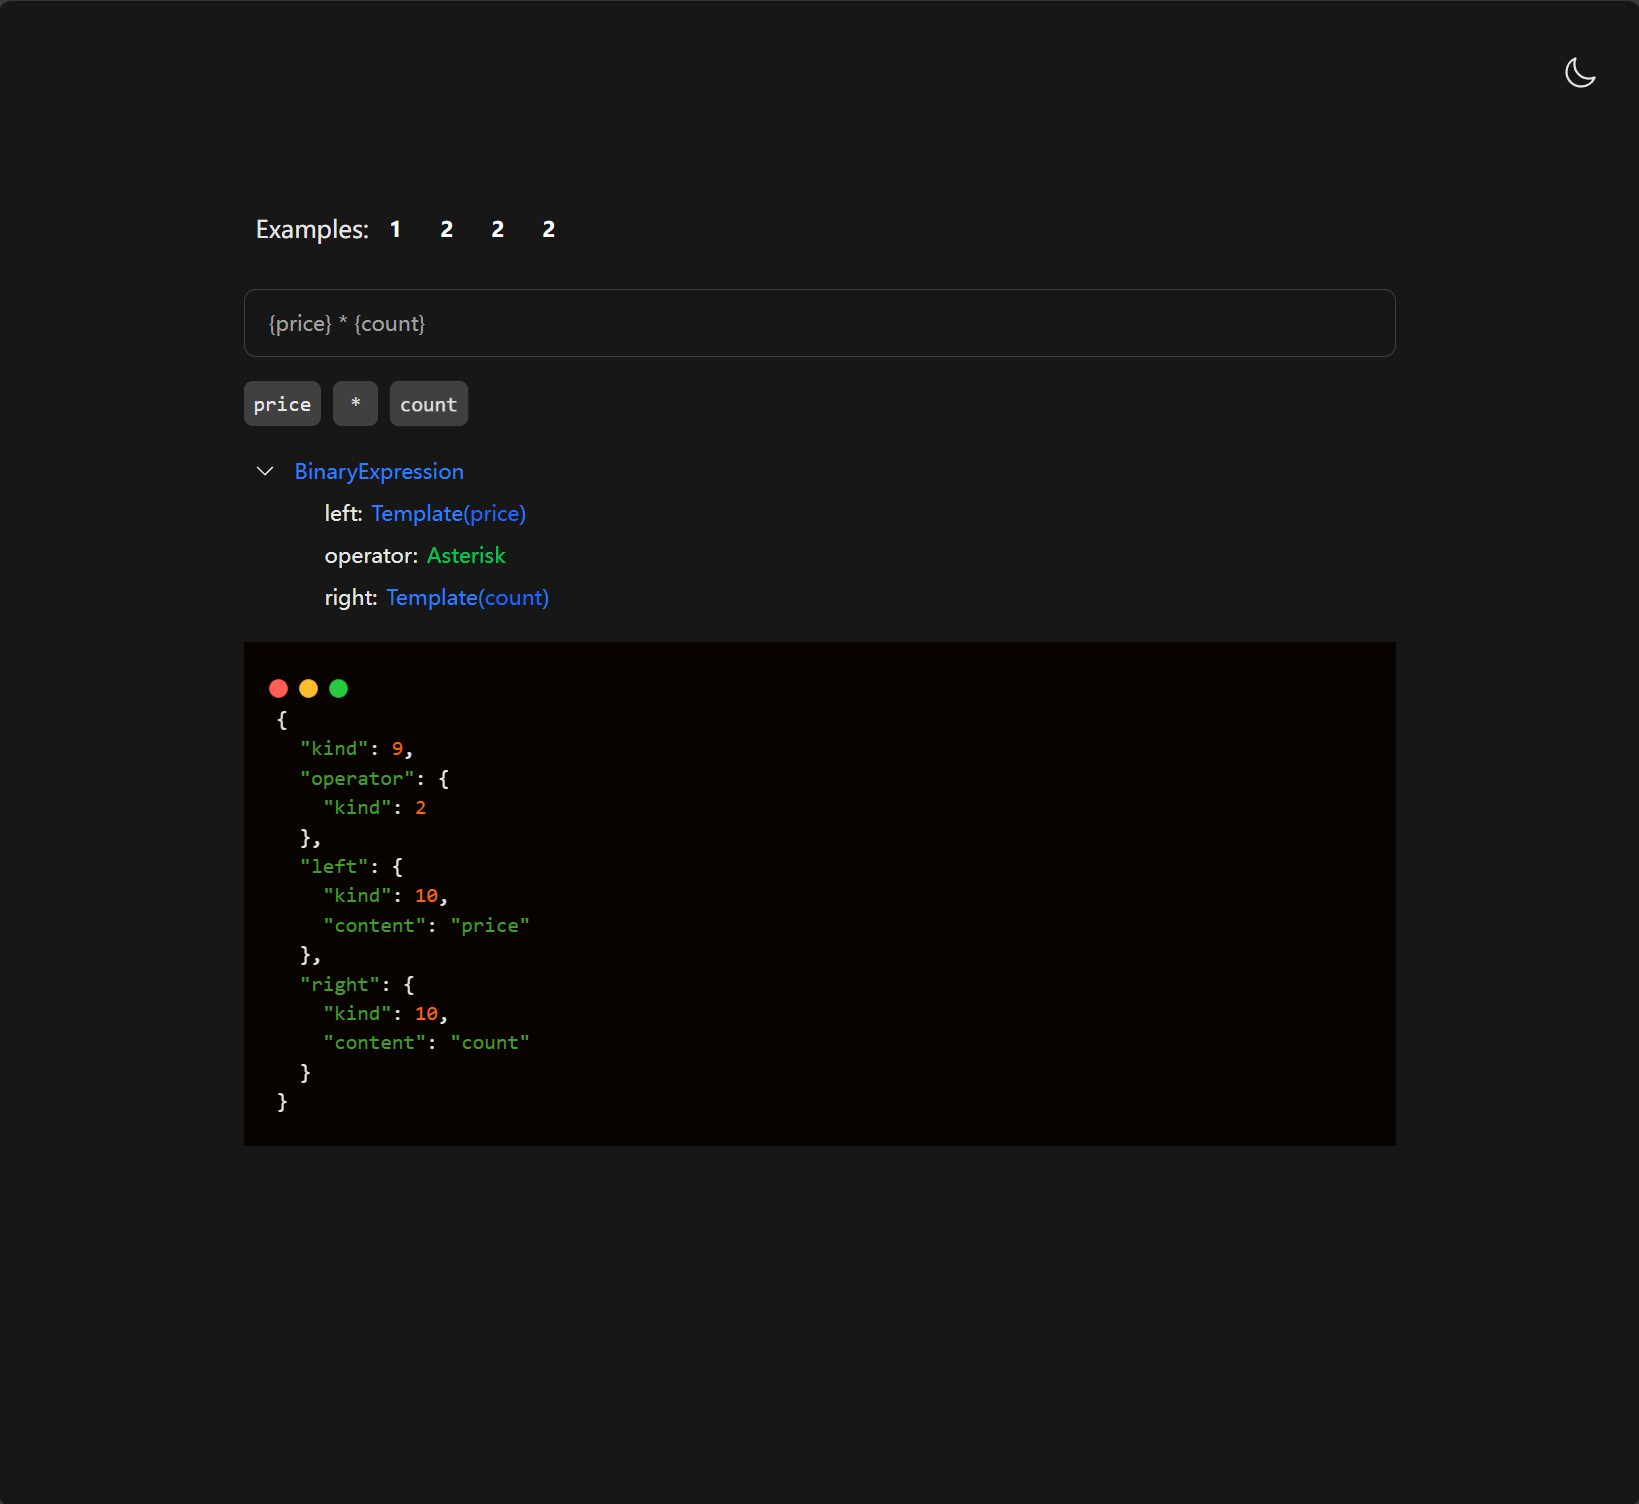 Examples: 1 2 2 2
{price} * {count}
price * count
BinaryExpression
left: Template(price)
operator: Asterisk
right: Template(count)
{
  "kind": 9,
  "operator": {
    "kind": 2
  },
  "left": {
    "kind": 10,
    "content": "price"
  },
  "right": {
    "kind": 10,
    "content": "count"
  }
}